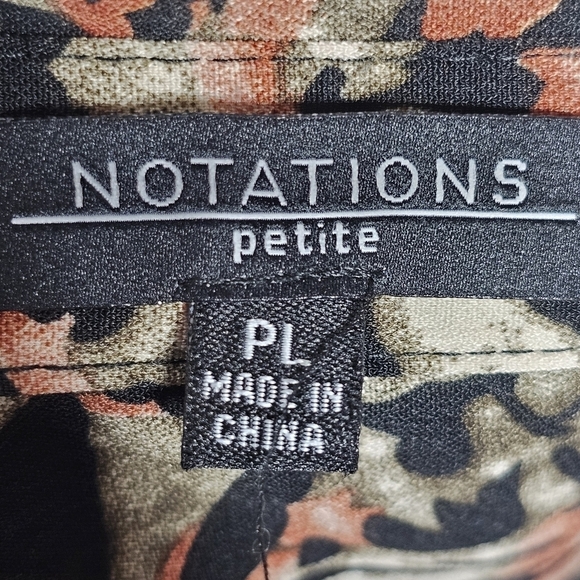 NOTATIONS
petite
PL
MADE IN
CHINA